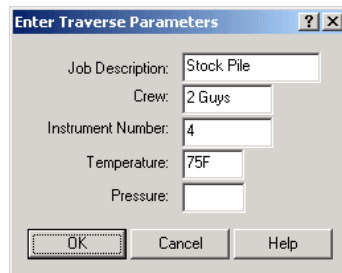 Enter Traverse Parameters
Job Description: Stock Pile
Crew: 2 Guys
Instrument Number: 4
Temperature: 75F
Pressure:
OK Cancel Help